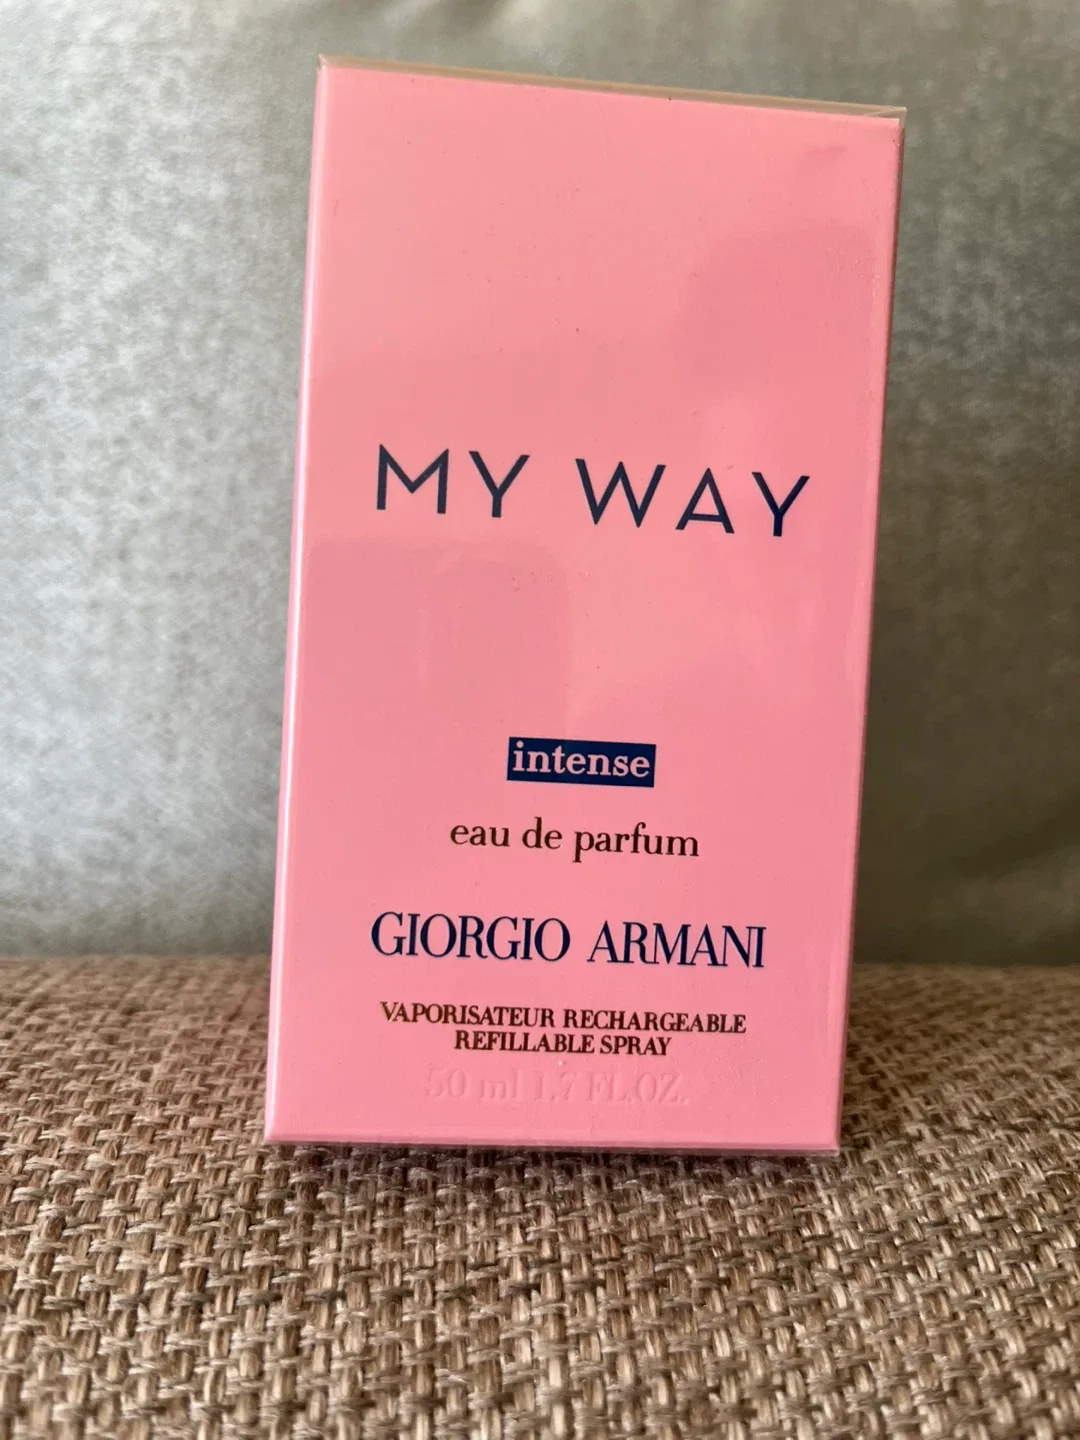 MY WAY
intense
eau de parfum
GIORGIO ARMANI
VAPORISATEUR RECHARGEABLE
REFILLABLE SPRAY
50 ml 1.7 FL.OZ.